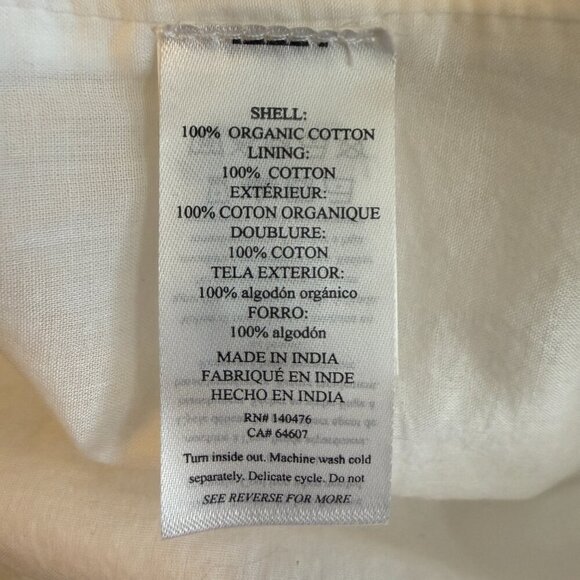 SHELL:
100% ORGANIC COTTON
LINING:
100% COTTON
EXTÉRIEUR:
100% COTON ORGANIQUE
DOUBLURE:
100% COTON
TELA EXTERIOR:
100% algodón orgánico
FORRO:
100% algodón
MADE IN INDIA
FABRIQUÉ EN INDE
HECHO EN INDIA
RN# 140476
CA# 64607
Turn inside out. Machine wash cold
separately. Delicate cycle. Do not
SEE REVERSE FOR MORE